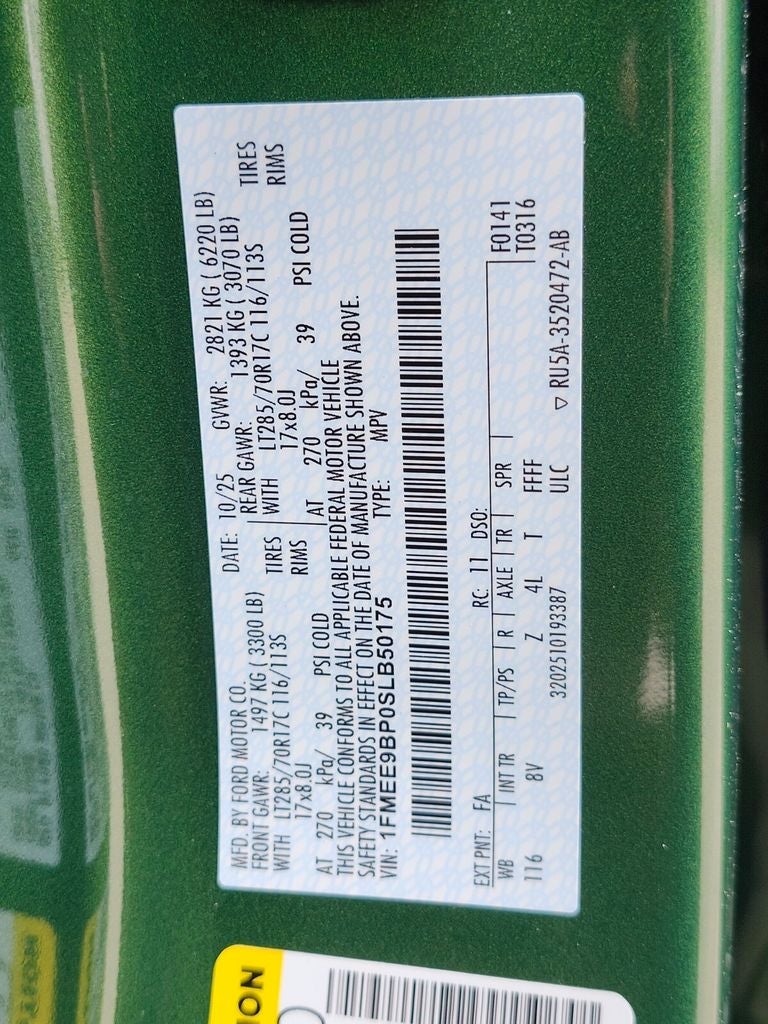 MFD. BY FORD MOTOR CO.
DATE: 10/25 GVWR: 2821 KG ( 6220 LB)
FRONT GAWR: 1497 KG ( 3300 LB) REAR GAWR: 1393 KG ( 3070 LB)
WITH LT285/70R17C 116/113S TIRES WITH LT285/70R17C 116/113S TIRES
17x8.0J RIMS 17x8.0J RIMS
AT 270 kPa/ 39 PSI COLD AT 270 kPa/ 39 PSI COLD
THIS VEHICLE CONFORMS TO ALL APPLICABLE FEDERAL MOTOR VEHICLE
SAFETY STANDARDS IN EFFECT ON THE DATE OF MANUFACTURE SHOWN ABOVE.
VIN: 1FMEE9BP0SLB50175 TYPE: MPV
EXT PNT: FA RC: 11 DSO: F0141
WB INT TR TP/PS R AXLE TR SPR T0316
116 8V Z 4L T FFFF
3202510193387 ULC ▽ RU5A-3520472-AB
ION